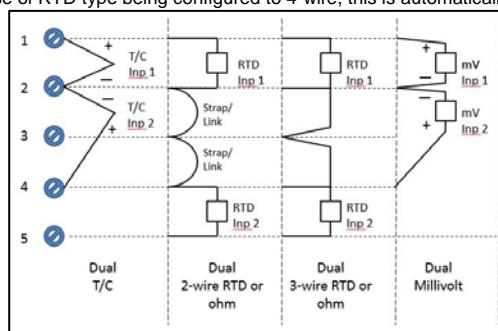 se or RTD type being configured to 4-wire, this is automatical
1
2
3
4
5
+
T/C
Inp 1
−
−
T/C
Inp 2
+
Dual
T/C
RTD
Inp 1
Strap/
Link
Strap/
Link
RTD
Inp 2
Dual
2-wire RTD or
ohm
RTD
Inp 1
RTD
Inp 2
Dual
3-wire RTD or
ohm
+
mV
Inp 1
−
−
mV
Inp 2
+
Dual
Millivolt